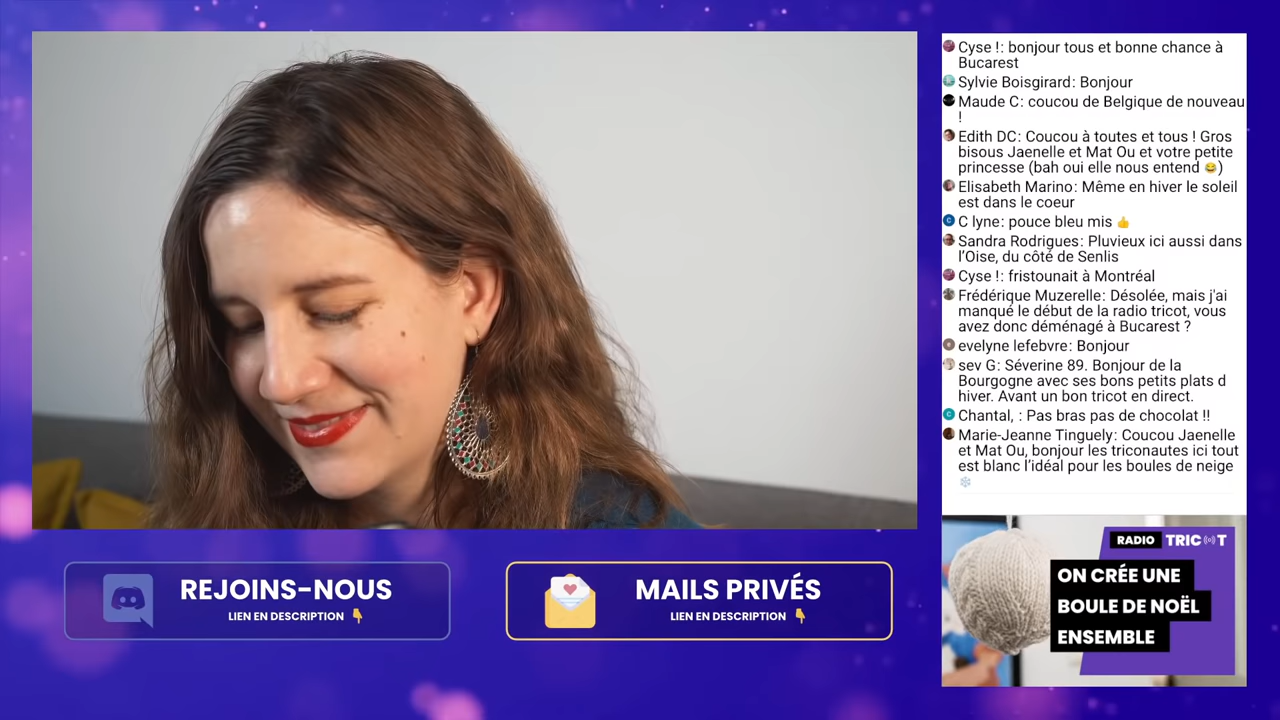 Cyse !: bonjour tous et bonne chance à
Bucarest
Sylvie Boisgirard: Bonjour
Maude C: coucou de Belgique de nouveau
!
Edith DC: Coucou à toutes et tous ! Gros
bisous Jaenelle et Mat Ou et votre petite
princesse (bah oui elle nous entend 😂)
Elisabeth Marino: Même en hiver le soleil
est dans le coeur
C lyne: pouce bleu mis 👍
Sandra Rodrigues: Pluvieux ici aussi dans
l'Oise, du côté de Senlis
Cyse !: fristounait à Montréal
Frédérique Muzerelle: Désolée, mais j'ai
manqué le début de la radio tricot, vous
avez donc déménagé à Bucarest ?
evelyne lefebvre: Bonjour
sev G: Séverine 89. Bonjour de la
Bourgogne avec ses bons petits plats d
hiver. Avant un bon tricot en direct.
Chantal, : Pas bras pas de chocolat !!
Marie-Jeanne Tinguely: Coucou Jaenelle
et Mat Ou, bonjour les triconautes ici tout
est blanc l'idéal pour les boules de neige
❄️
RADIO TRICOT
ON CRÉE UNE
BOULE DE NOËL
ENSEMBLE
REJOINS-NOUS
LIEN EN DESCRIPTION 👇
MAILS PRIVÉS
LIEN EN DESCRIPTION 👇